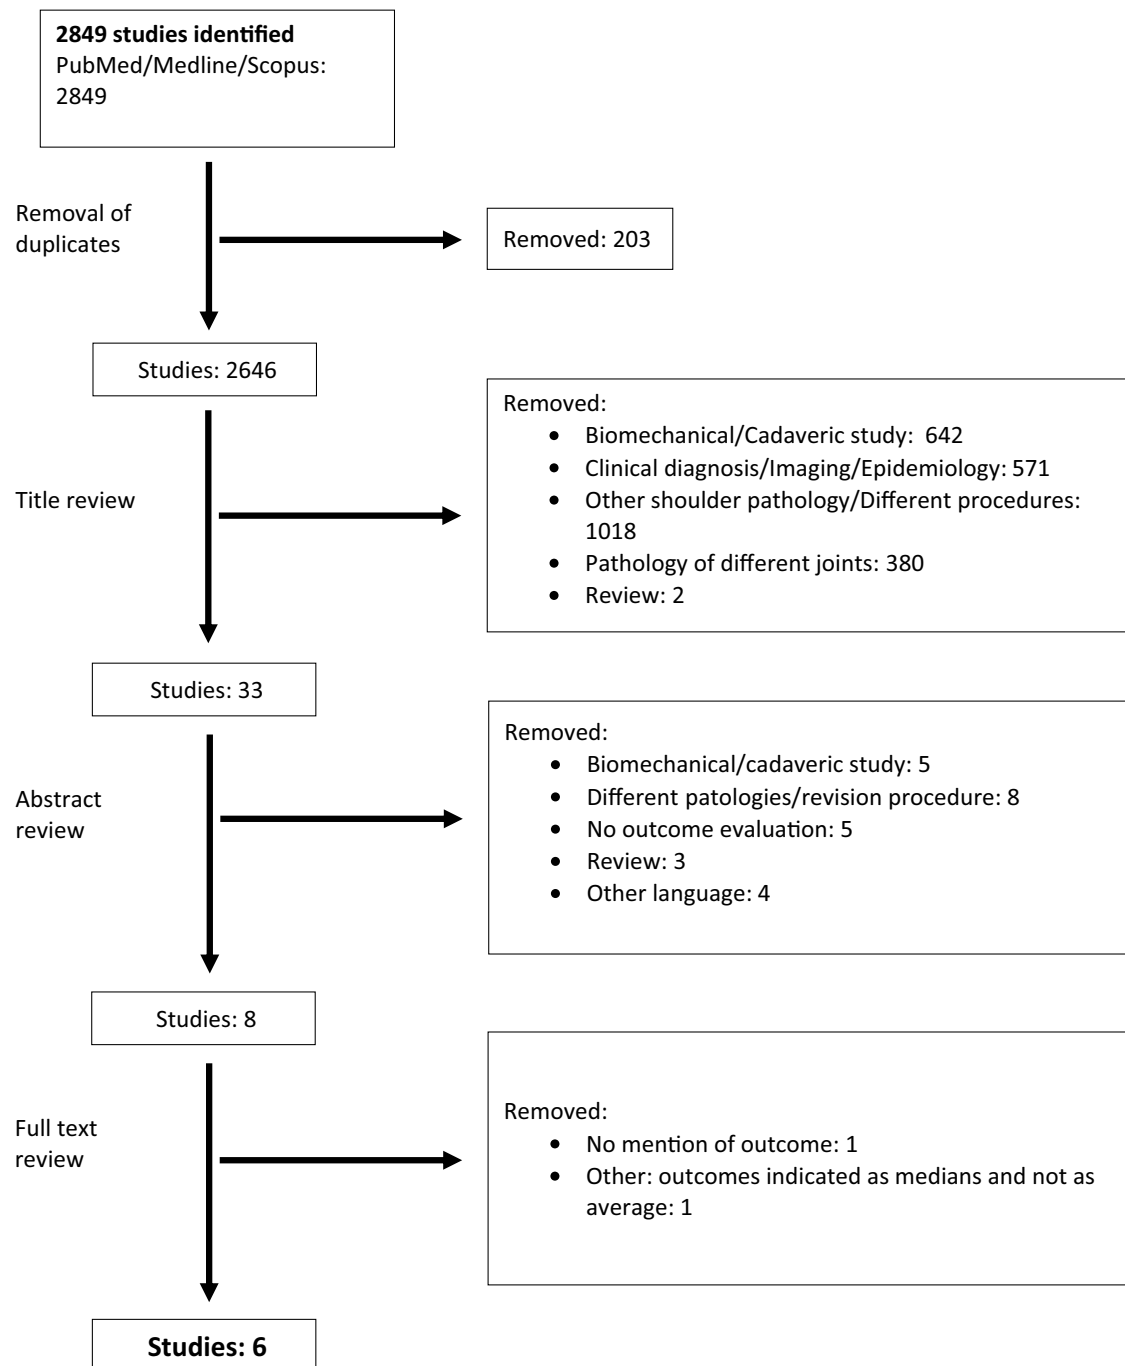 2849 studies identified
PubMed/Medline/Scopus:
2849
Removal of
duplicates
Removed: 203
Studies: 2646
Title review
Removed:
• Biomechanical/Cadaveric study:  642
• Clinical diagnosis/Imaging/Epidemiology: 571
• Other shoulder pathology/Different procedures:
1018
• Pathology of different joints: 380
• Review: 2
Studies: 33
Abstract
review
Removed:
• Biomechanical/cadaveric study: 5
• Different patologies/revision procedure: 8
• No outcome evaluation: 5
• Review: 3
• Other language: 4
Studies: 8
Full text
review
Removed:
• No mention of outcome: 1
• Other: outcomes indicated as medians and not as
average: 1
Studies: 6